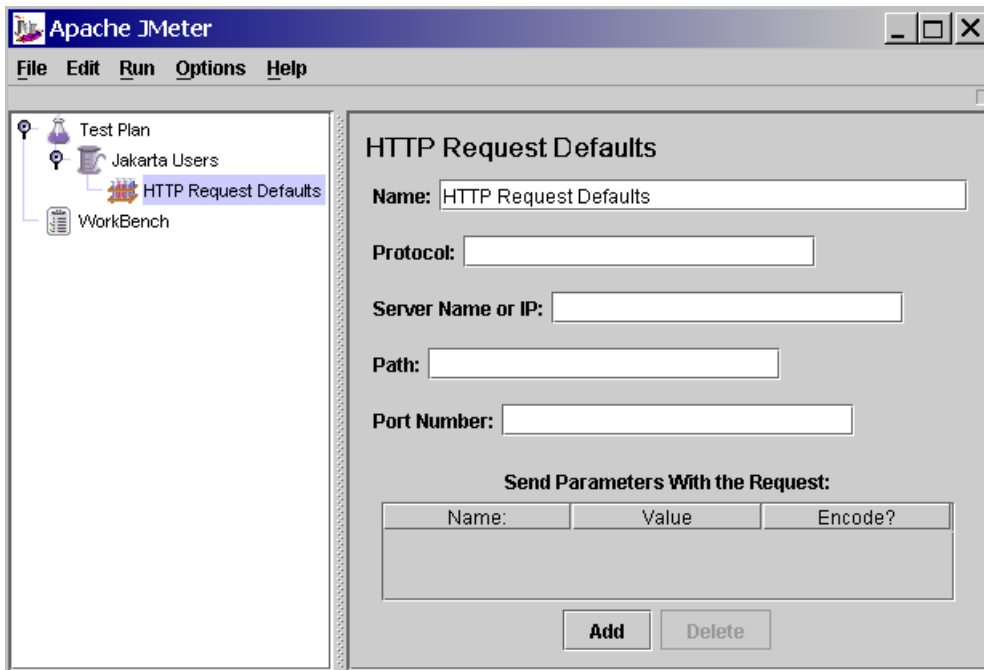 Apache JMeter
File Edit Run Options Help
Test Plan
Jakarta Users
HTTP Request Defaults
WorkBench
HTTP Request Defaults
Name: HTTP Request Defaults
Protocol:
Server Name or IP:
Path:
Port Number:
Send Parameters With the Request:
Name: Value Encode?
Add Delete